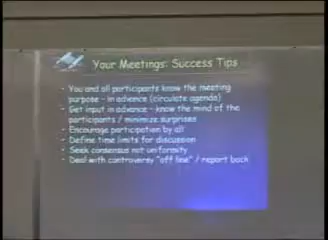 Your Meetings: Success Tips
• You and all participants know the meeting
purpose - in advance (circulate agenda)
• Get input in advance - know the mind of the
participants / minimize surprises
• Encourage participation by all
• Define time limits for discussion
• Seek consensus not uniformity
• Deal with controversy "off line" / report back